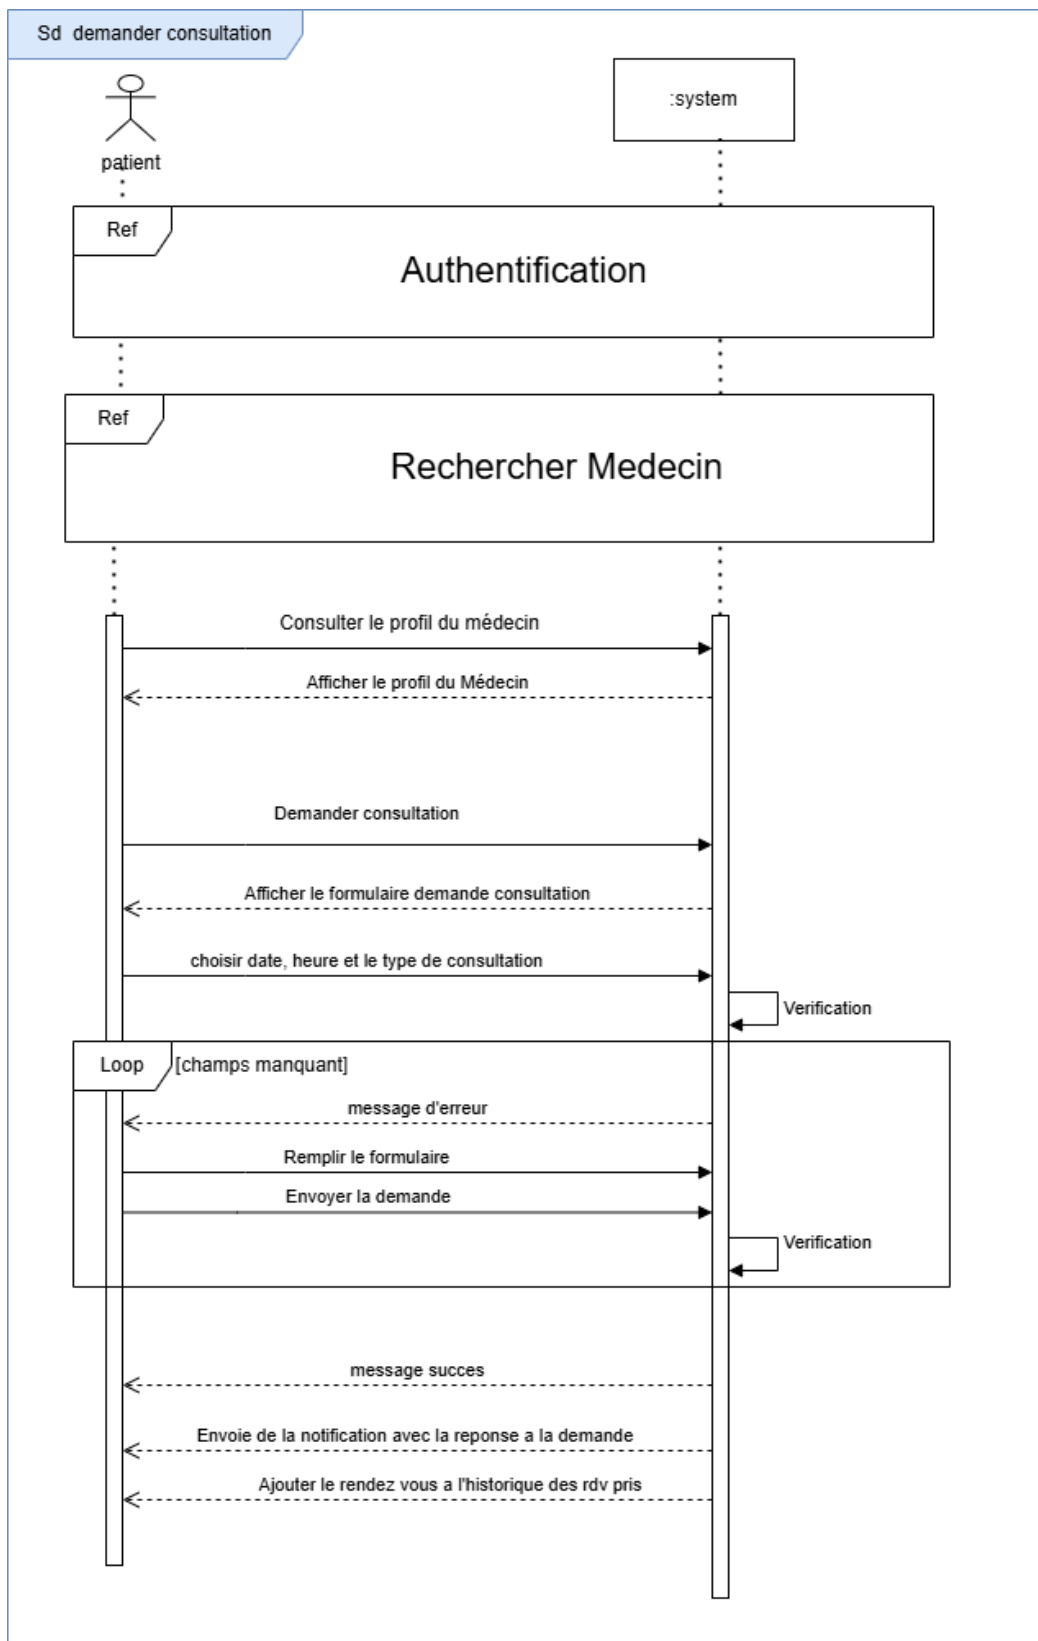 Sd demander consultation
:system
patient
Ref
Authentification
Ref
Rechercher Medecin
Consulter le profil du médecin
Afficher le profil du Médecin
Demander consultation
Afficher le formulaire demande consultation
choisir date, heure et le type de consultation
Verification
Loop [champs manquant]
message d'erreur
Remplir le formulaire
Envoyer la demande
Verification
message succes
Envoie de la notification avec la reponse a la demande
Ajouter le rendez vous a l'historique des rdv pris